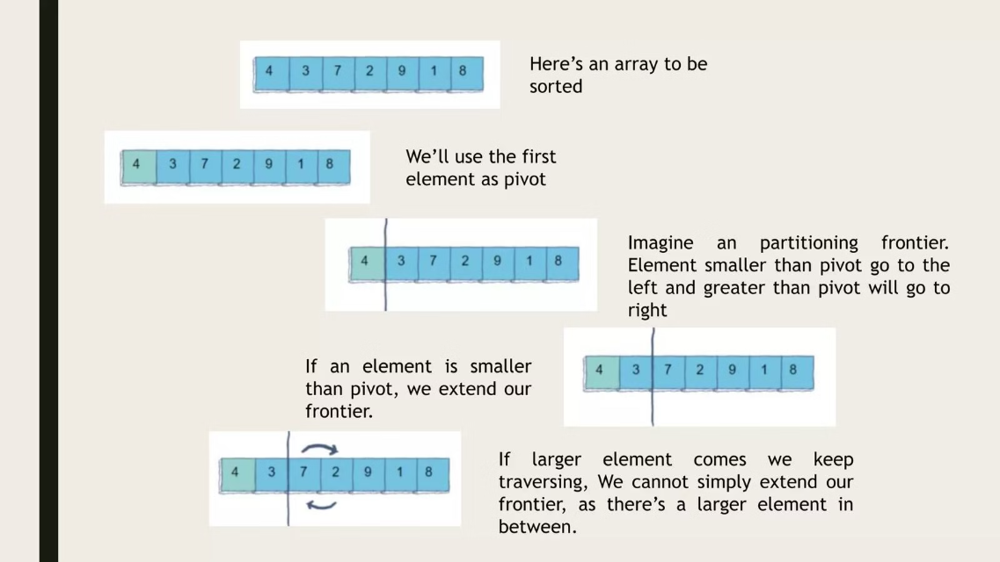 4 3 7 2 9 1 8
Here's an array to be
sorted
4 3 7 2 9 1 8
We'll use the first
element as pivot
4 3 7 2 9 1 8
Imagine an partitioning frontier.
Element smaller than pivot go to the
left and greater than pivot will go to
right
If an element is smaller
than pivot, we extend our
frontier.
4 3 7 2 9 1 8
4 3 7 2 9 1 8
If larger element comes we keep
traversing, We cannot simply extend our
frontier, as there's a larger element in
between.